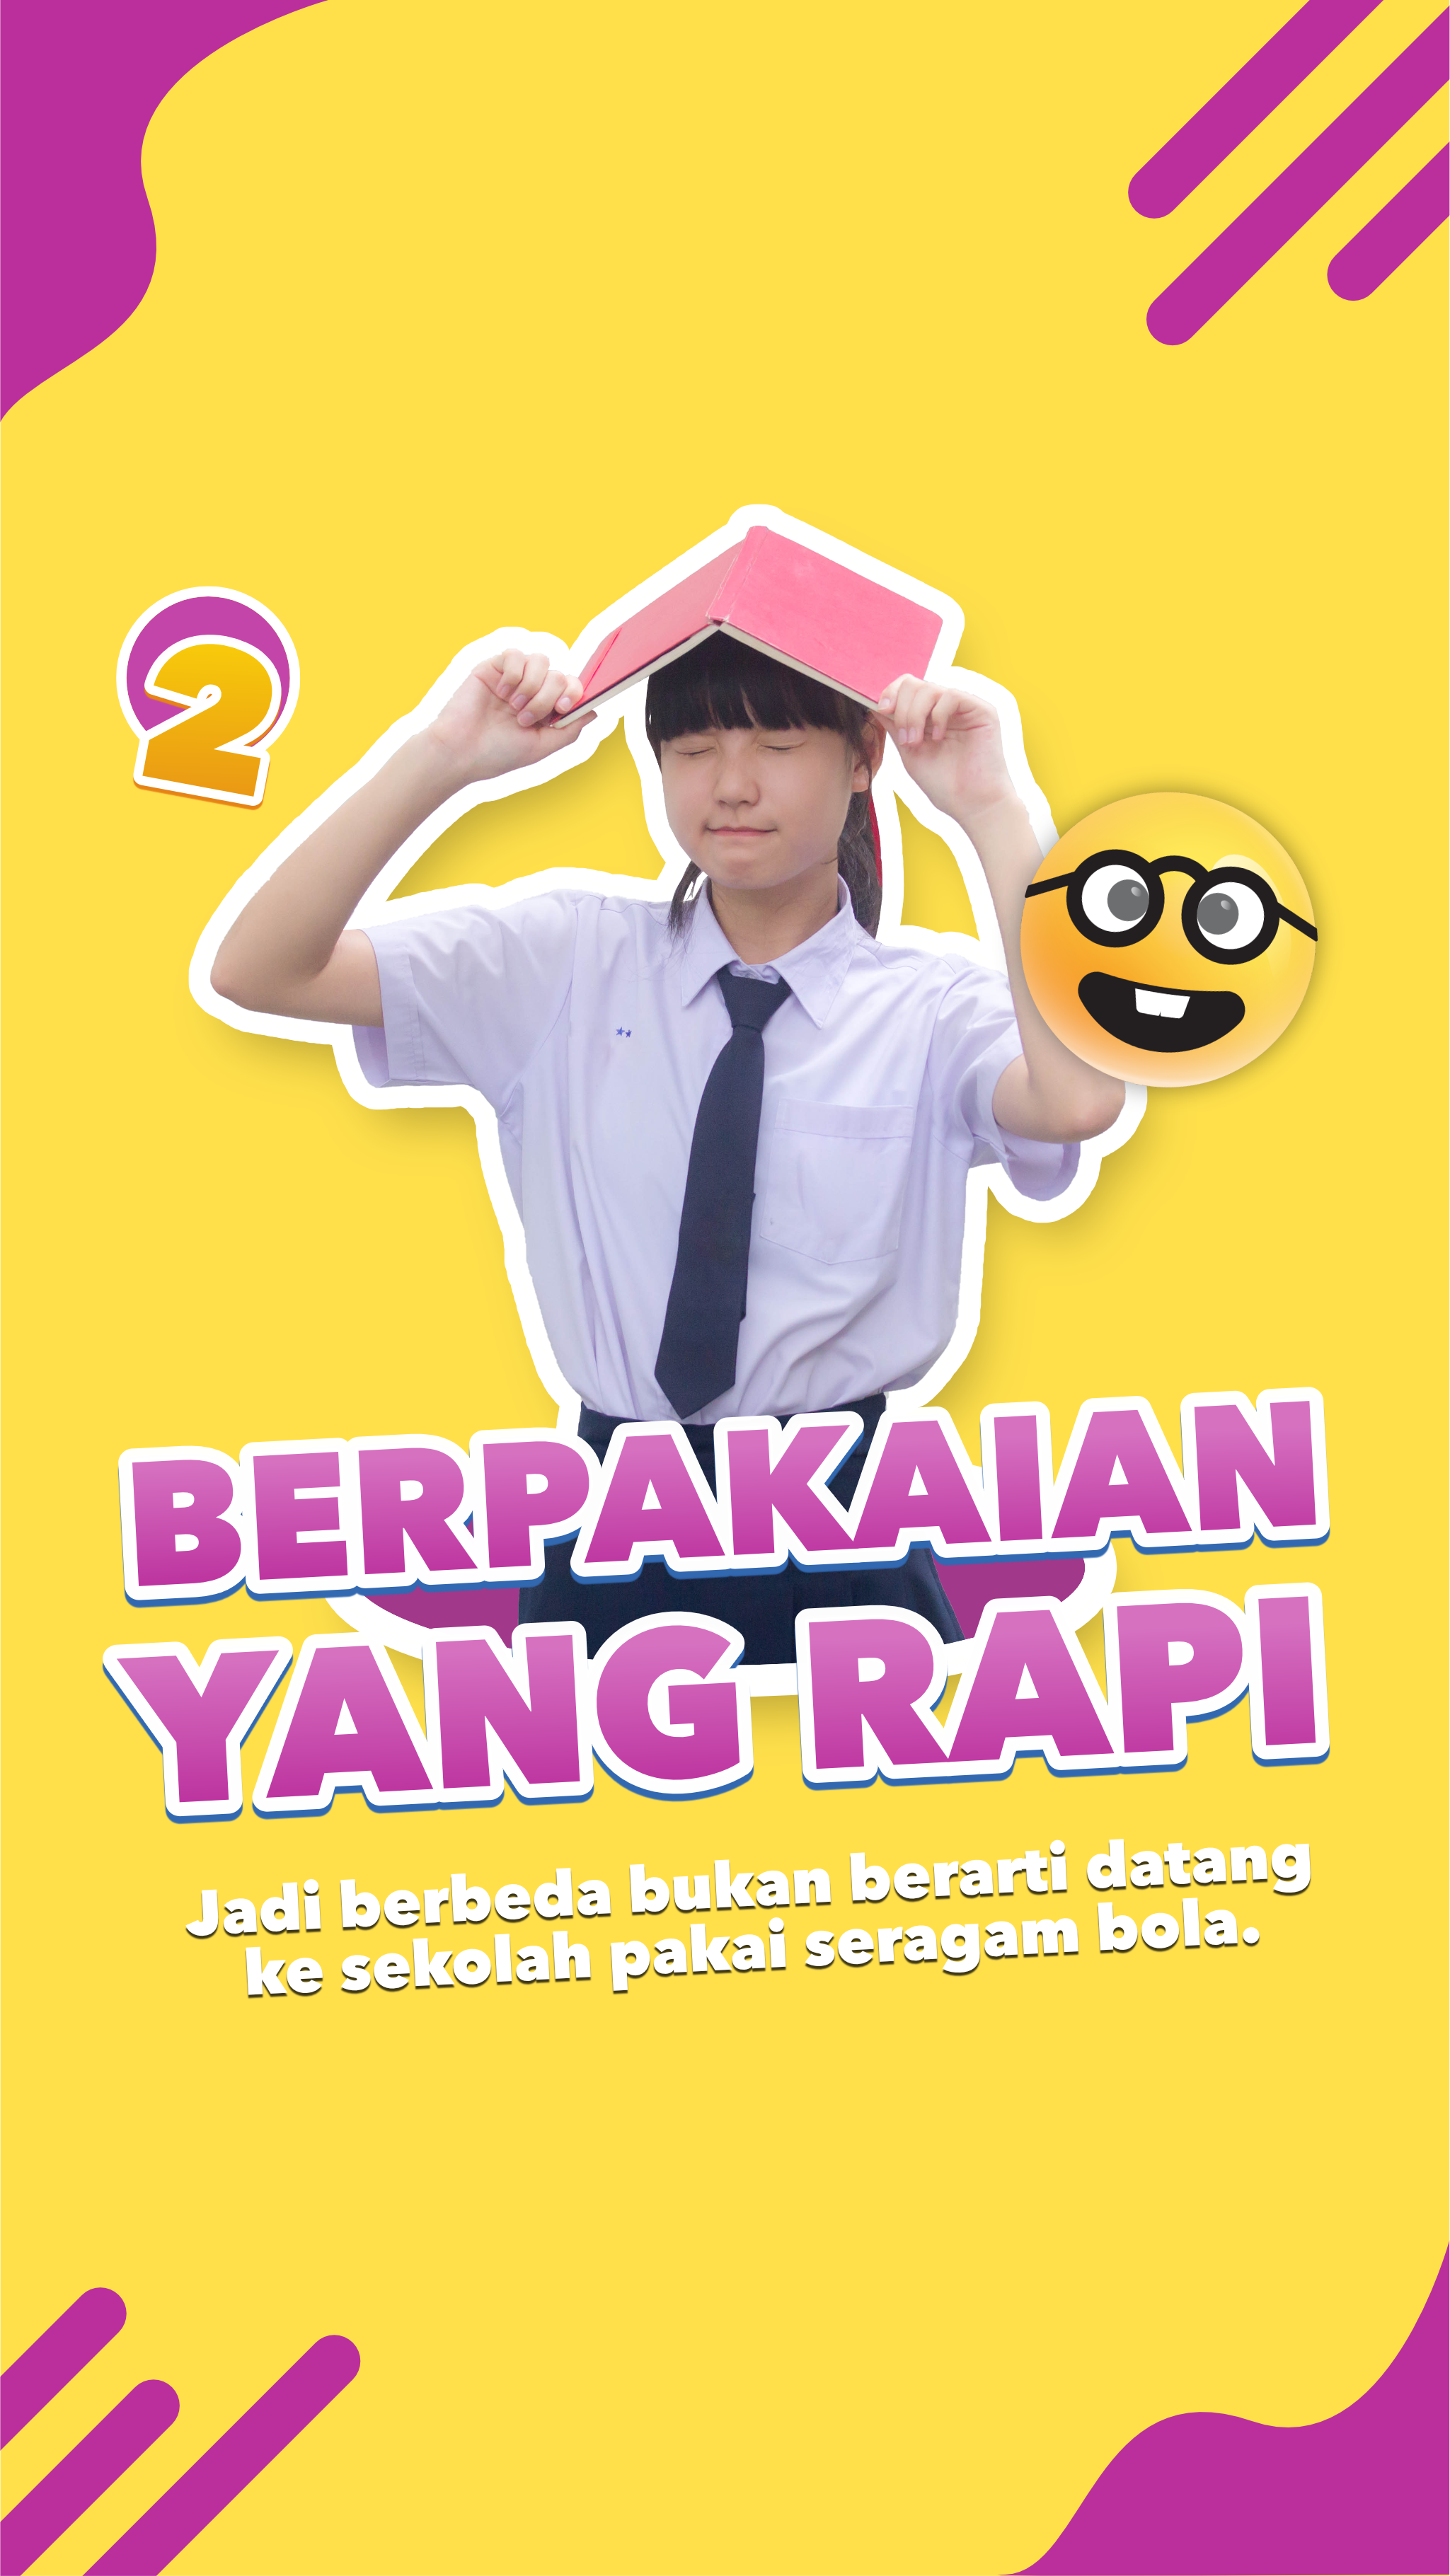 2
BERPAKAIAN
YANG RAPI
Jadi berbeda bukan berarti datang
ke sekolah pakai seragam bola.